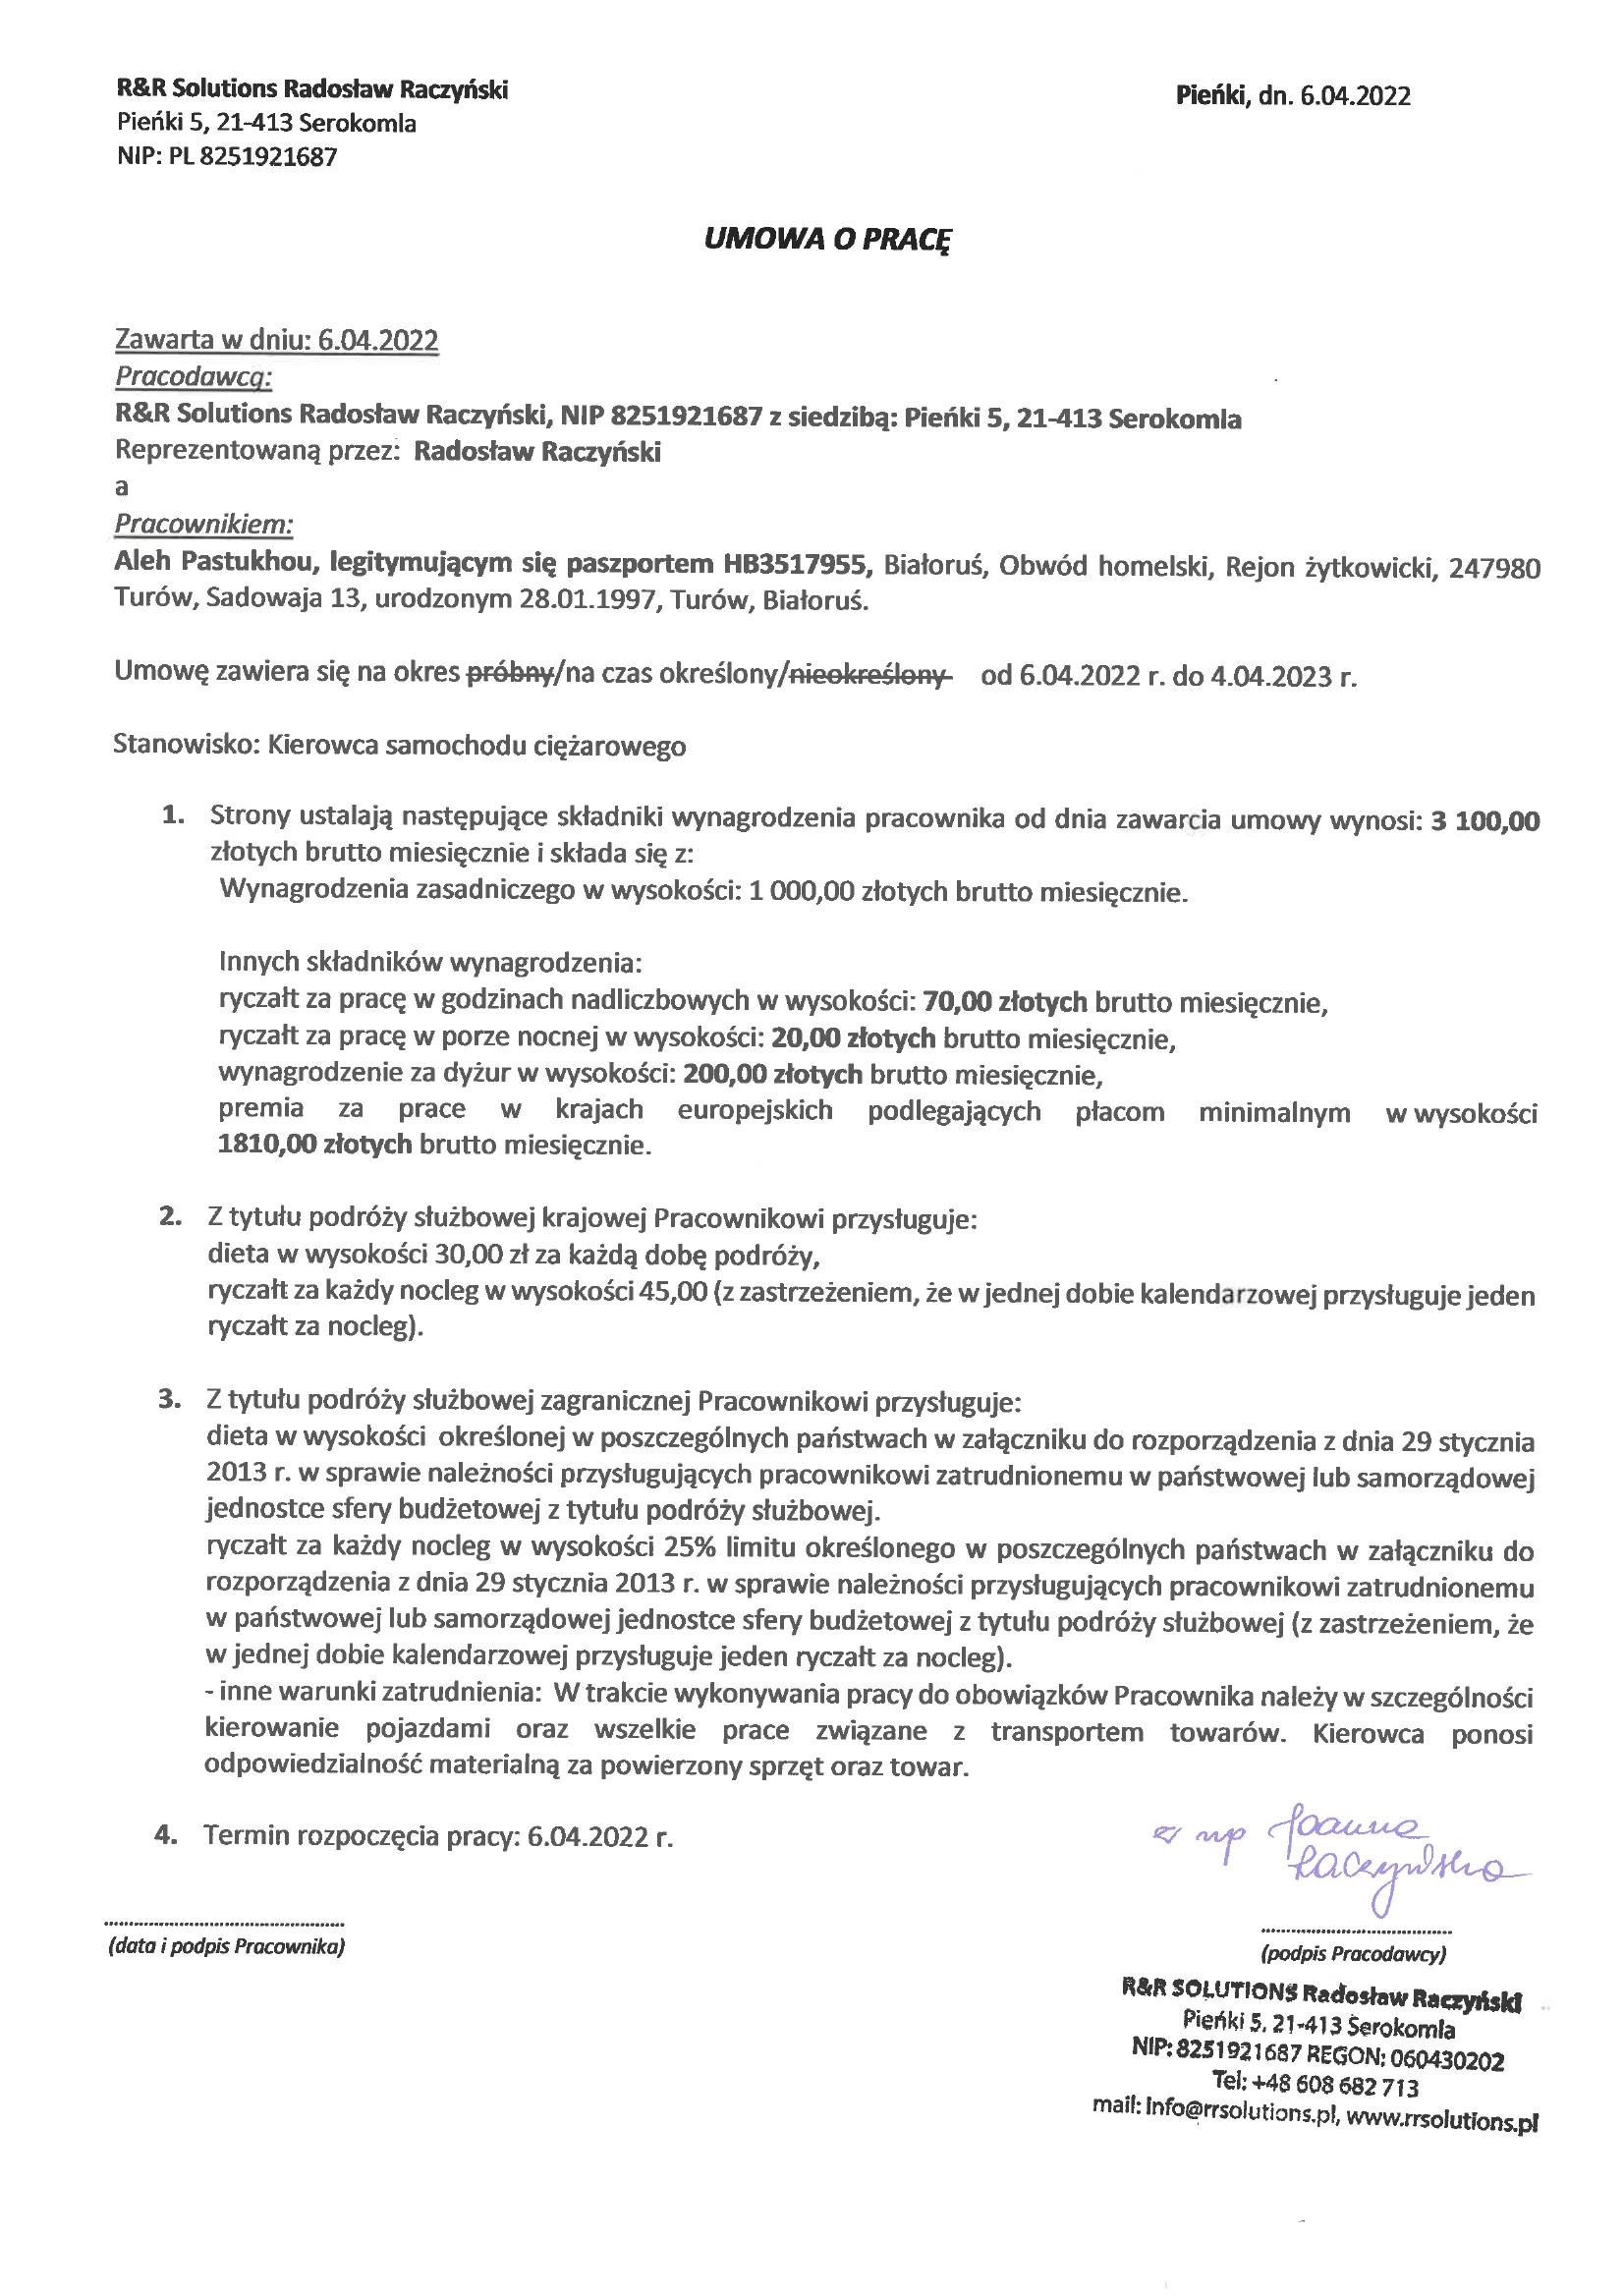 R&R Solutions Radosław Raczyński
Pieńki, dn. 6.04.2022
Pieńki 5, 21-413 Serokomla
NIP: PL 8251921687
UMOWA O PRACĘ
Zawarta w dniu: 6.04.2022
Pracodawcą:
R&R Solutions Radosław Raczyński, NIP 8251921687 z siedzibą: Pieńki 5, 21-413 Serokomla
Reprezentowaną przez: Radosław Raczyński
a
Pracownikiem:
Aleh Pastukhou, legitymującym się paszportem HB3517955, Białoruś, Obwód homelski, Rejon żytkowicki, 247980
Turów, Sadowaja 13, urodzonym 28.01.1997, Turów, Białoruś.
Umowę zawiera się na okres próbny/na czas określony/nieokreślony od 6.04.2022 r. do 4.04.2023 r.
Stanowisko: Kierowca samochodu ciężarowego
1. Strony ustalają następujące składniki wynagrodzenia pracownika od dnia zawarcia umowy wynosi: 3 100,00
złotych brutto miesięcznie i składa się z:
Wynagrodzenia zasadniczego w wysokości: 1 000,00 złotych brutto miesięcznie.
Innych składników wynagrodzenia:
ryczałt za pracę w godzinach nadliczbowych w wysokości: 70,00 złotych brutto miesięcznie,
ryczałt za pracę w porze nocnej w wysokości: 20,00 złotych brutto miesięcznie,
wynagrodzenie za dyżur w wysokości: 200,00 złotych brutto miesięcznie,
premia za prace w krajach europejskich podlegających płacom minimalnym w wysokości
1810,00 złotych brutto miesięcznie.
2. Z tytułu podróży służbowej krajowej Pracownikowi przysługuje:
dieta w wysokości 30,00 zł za każdą dobę podróży,
ryczałt za każdy nocleg w wysokości 45,00 (z zastrzeżeniem, że w jednej dobie kalendarzowej przysługuje jeden
ryczałt za nocleg).
3. Z tytułu podróży służbowej zagranicznej Pracownikowi przysługuje:
dieta w wysokości określonej w poszczególnych państwach w załączniku do rozporządzenia z dnia 29 stycznia
2013 r. w sprawie należności przysługujących pracownikowi zatrudnionemu w państwowej lub samorządowej
jednostce sfery budżetowej z tytułu podróży służbowej.
ryczałt za każdy nocleg w wysokości 25% limitu określonego w poszczególnych państwach w załączniku do
rozporządzenia z dnia 29 stycznia 2013 r. w sprawie należności przysługujących pracownikowi zatrudnionemu
w państwowej lub samorządowej jednostce sfery budżetowej z tytułu podróży służbowej (z zastrzeżeniem, że
w jednej dobie kalendarzowej przysługuje jeden ryczałt za nocleg).
- inne warunki zatrudnienia: W trakcie wykonywania pracy do obowiązków Pracownika należy w szczególności
kierowanie pojazdami oraz wszelkie prace związane z transportem towarów. Kierowca ponosi
odpowiedzialność materialną za powierzony sprzęt oraz towar.
4. Termin rozpoczęcia pracy: 6.04.2022 r.
Joanna
Raczyńska
(data i podpis Pracownika)
(podpis Pracodawcy)
R&R SOLUTIONS Radosław Raczyński
Pieńki 5, 21-413 Serokomla
NIP: 8251921687 REGON: 060430202
Tel: +48 608 682 713
mail: info@rrsolutions.pl, www.rrsolutions.pl